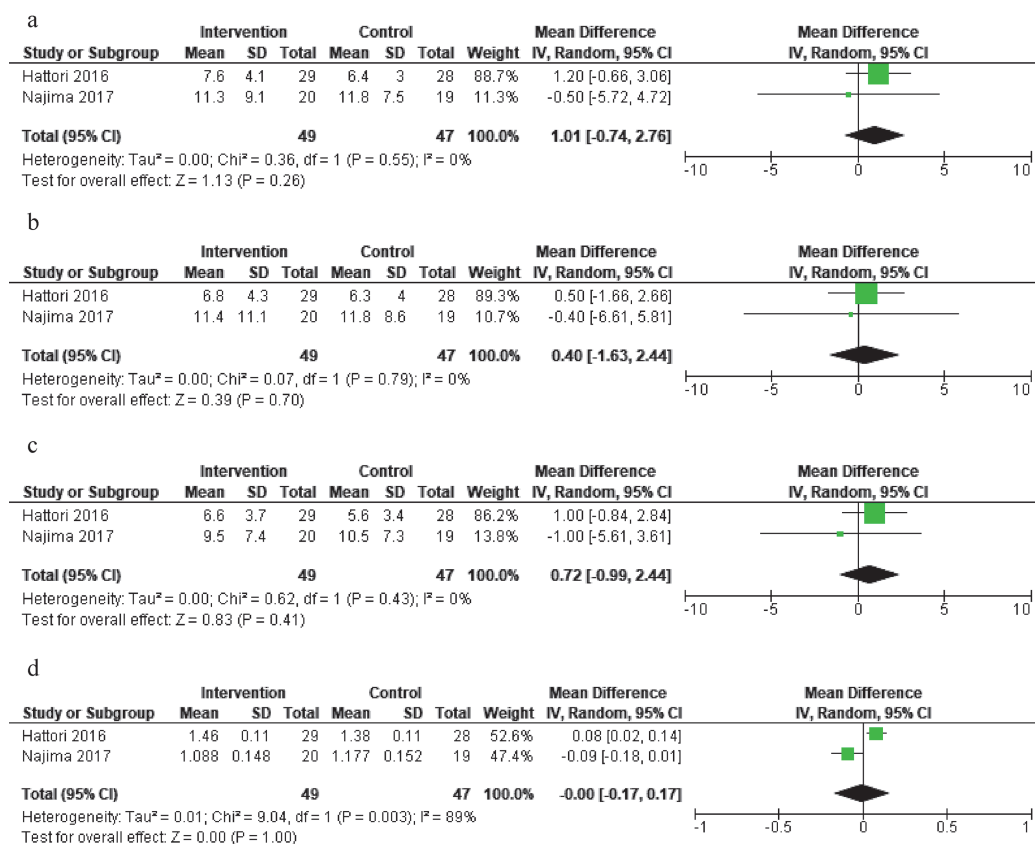 a
Intervention Control Mean Difference Mean Difference
Study or Subgroup Mean SD Total Mean SD Total Weight IV, Random, 95% CI IV, Random, 95% CI
Hattori 2016 7.6 4.1 29 6.4 3 28 88.7% 1.20 [-0.66, 3.06]
Najima 2017 11.3 9.1 20 11.8 7.5 19 11.3% -0.50 [-5.72, 4.72]
Total (95% CI) 49 47 100.0% 1.01 [-0.74, 2.76]
Heterogeneity: Tau² = 0.00; Chi² = 0.36, df = 1 (P = 0.55); I² = 0%
Test for overall effect: Z = 1.13 (P = 0.26)
-10 -5 0 5 10
b
Intervention Control Mean Difference Mean Difference
Study or Subgroup Mean SD Total Mean SD Total Weight IV, Random, 95% CI IV, Random, 95% CI
Hattori 2016 6.8 4.3 29 6.3 4 28 89.3% 0.50 [-1.66, 2.66]
Najima 2017 11.4 11.1 20 11.8 8.6 19 10.7% -0.40 [-6.61, 5.81]
Total (95% CI) 49 47 100.0% 0.40 [-1.63, 2.44]
Heterogeneity: Tau² = 0.00; Chi² = 0.07, df = 1 (P = 0.79); I² = 0%
Test for overall effect: Z = 0.39 (P = 0.70)
-10 -5 0 5 10
c
Intervention Control Mean Difference Mean Difference
Study or Subgroup Mean SD Total Mean SD Total Weight IV, Random, 95% CI IV, Random, 95% CI
Hattori 2016 6.6 3.7 29 5.6 3.4 28 86.2% 1.00 [-0.84, 2.84]
Najima 2017 9.5 7.4 20 10.5 7.3 19 13.8% -1.00 [-5.61, 3.61]
Total (95% CI) 49 47 100.0% 0.72 [-0.99, 2.44]
Heterogeneity: Tau² = 0.00; Chi² = 0.62, df = 1 (P = 0.43); I² = 0%
Test for overall effect: Z = 0.83 (P = 0.41)
-10 -5 0 5 10
d
Intervention Control Mean Difference Mean Difference
Study or Subgroup Mean SD Total Mean SD Total Weight IV, Random, 95% CI IV, Random, 95% CI
Hattori 2016 1.46 0.11 29 1.38 0.11 28 52.6% 0.08 [0.02, 0.14]
Najima 2017 1.088 0.148 20 1.177 0.152 19 47.4% -0.09 [-0.18, 0.01]
Total (95% CI) 49 47 100.0% -0.00 [-0.17, 0.17]
Heterogeneity: Tau² = 0.01; Chi² = 9.04, df = 1 (P = 0.003); I² = 89%
Test for overall effect: Z = 0.00 (P = 1.00)
-1 -0.5 0 0.5 1